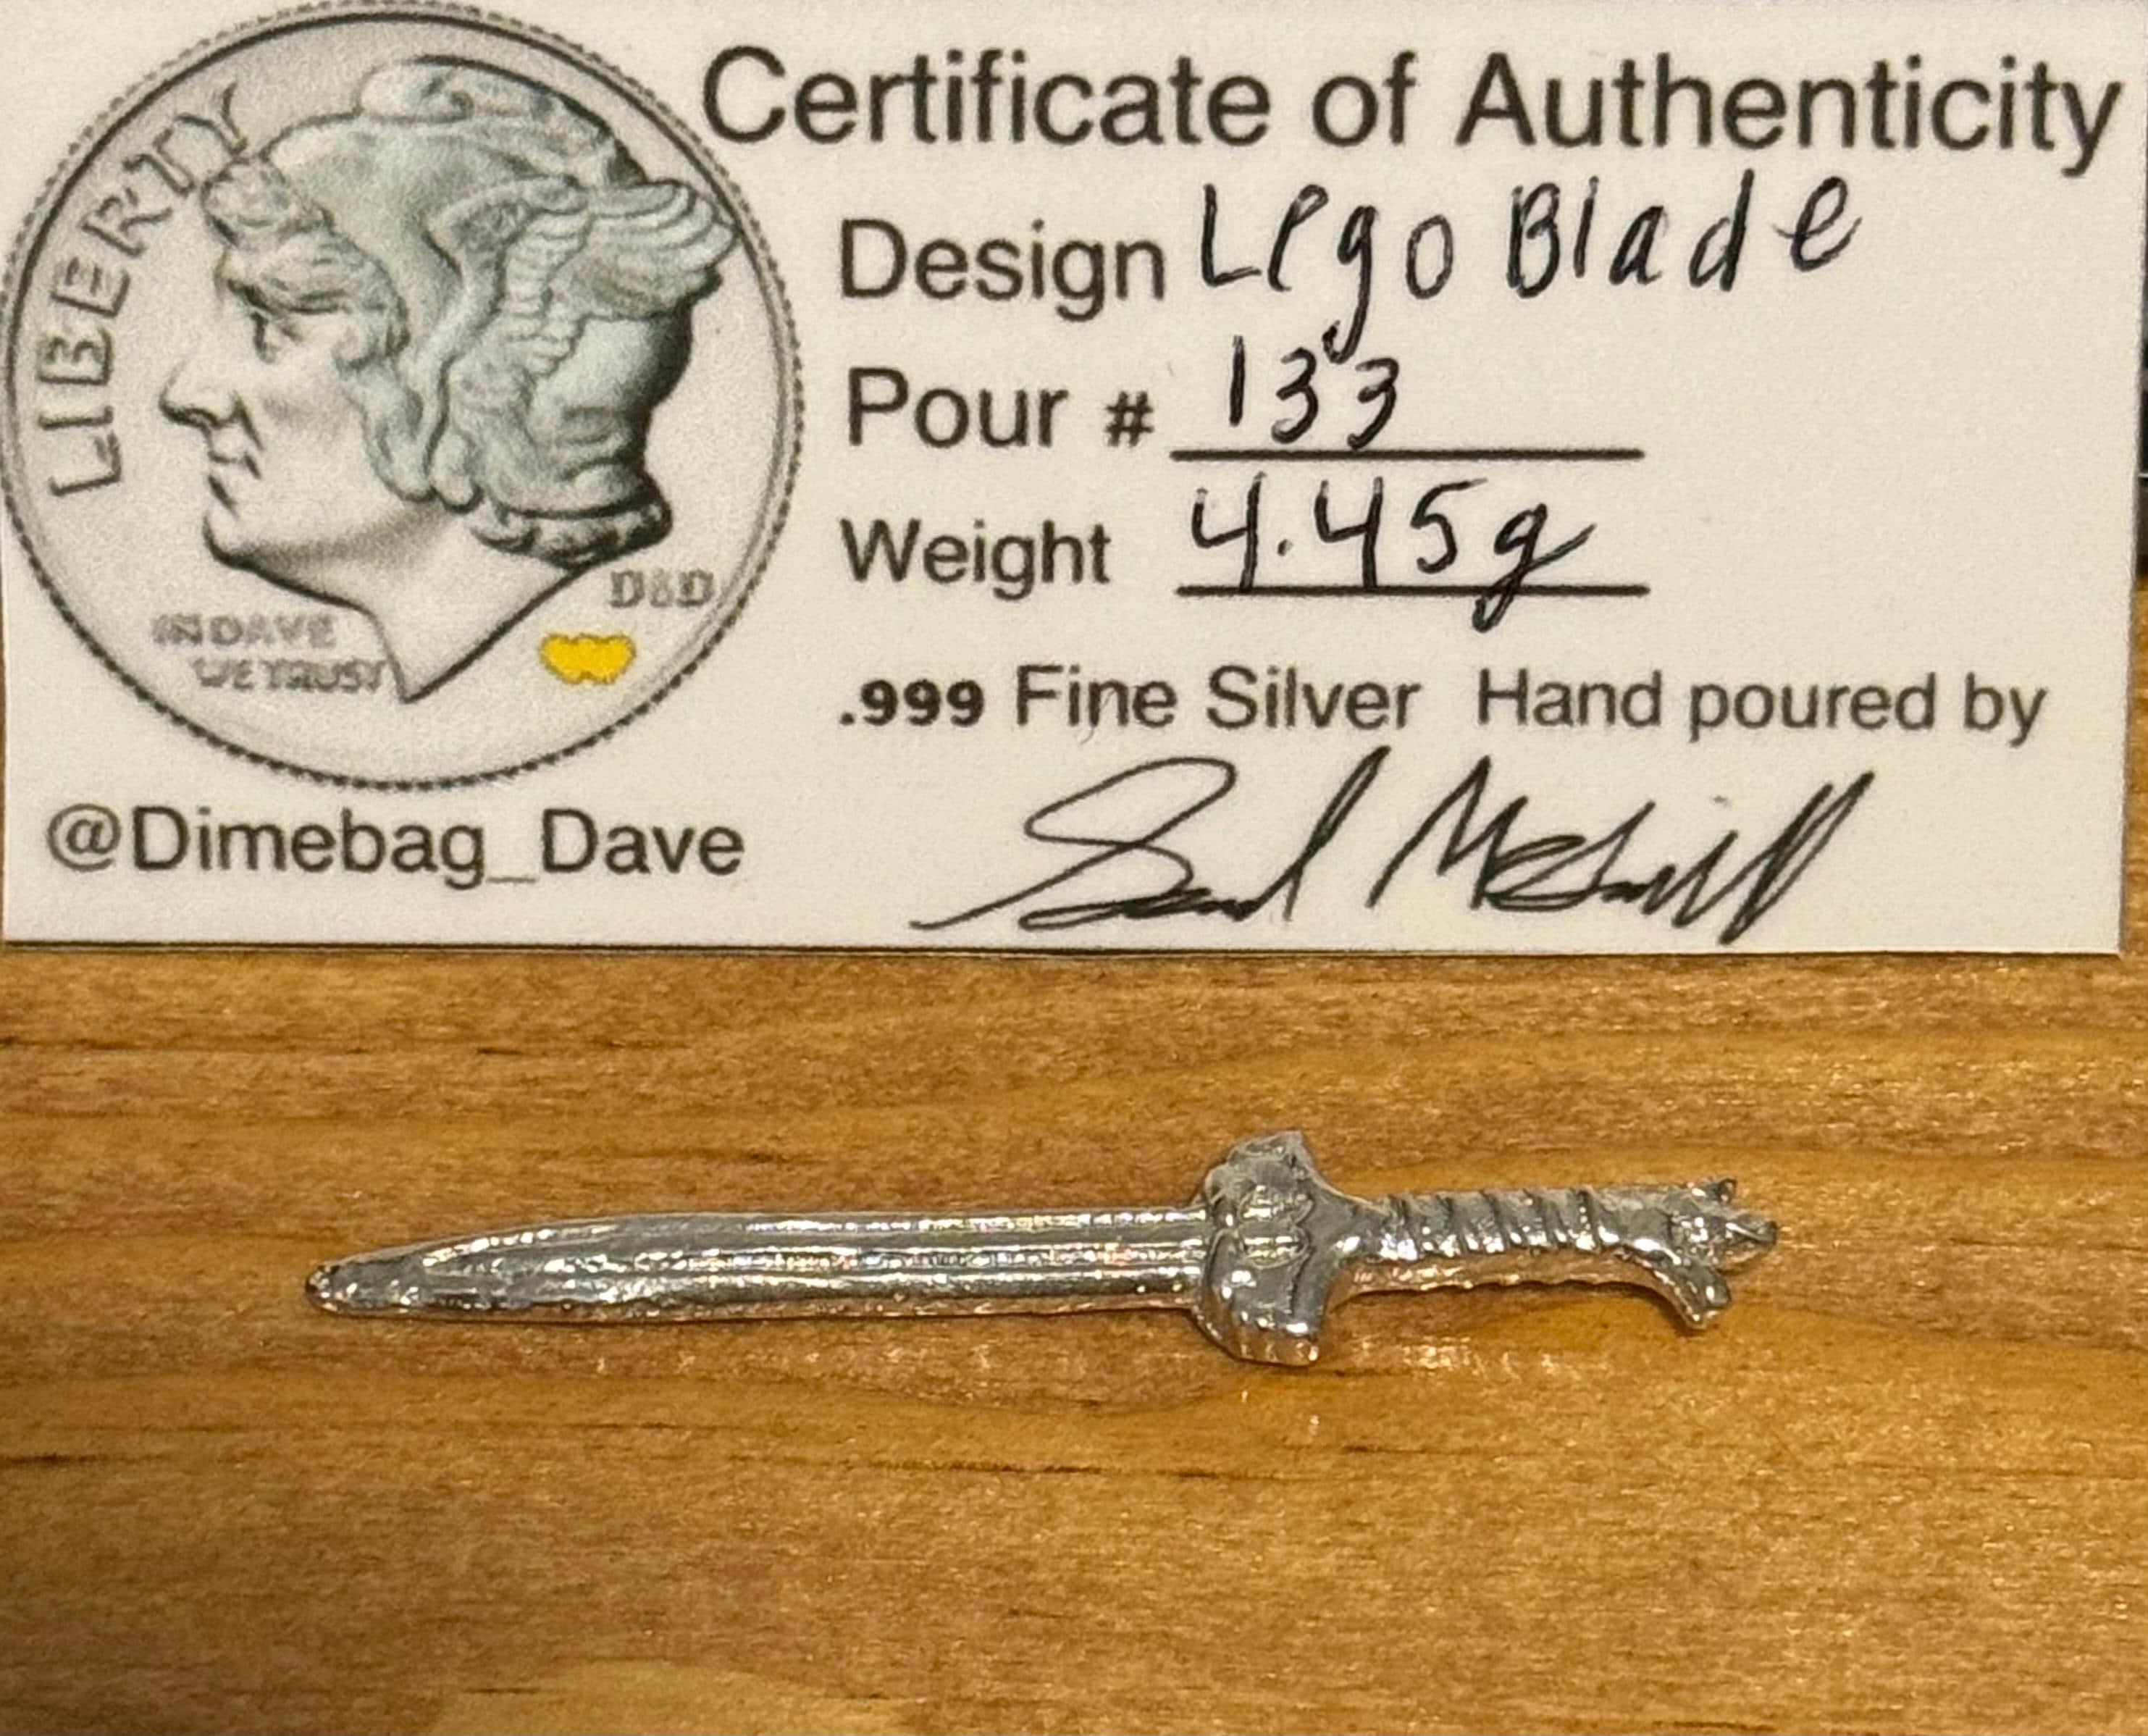 LIBERTY
IN DAVE
WE TRUST
D&D
@Dimebag_Dave
Certificate of Authenticity
Design Lego Blade
Pour # 133
Weight 4.45g
.999 Fine Silver Hand poured by